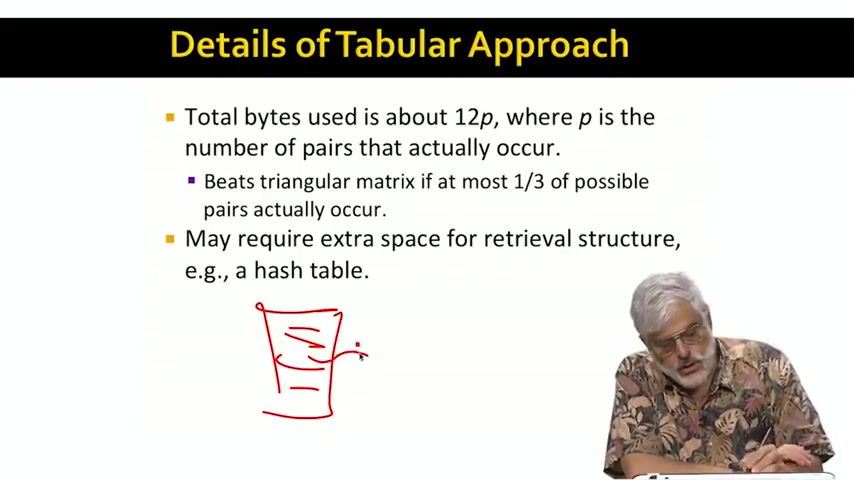 Details of Tabular Approach
Total bytes used is about 12p, where p is the
number of pairs that actually occur.
Beats triangular matrix if at most 1/3 of possible
pairs actually occur.
May require extra space for retrieval structure,
e.g., a hash table.